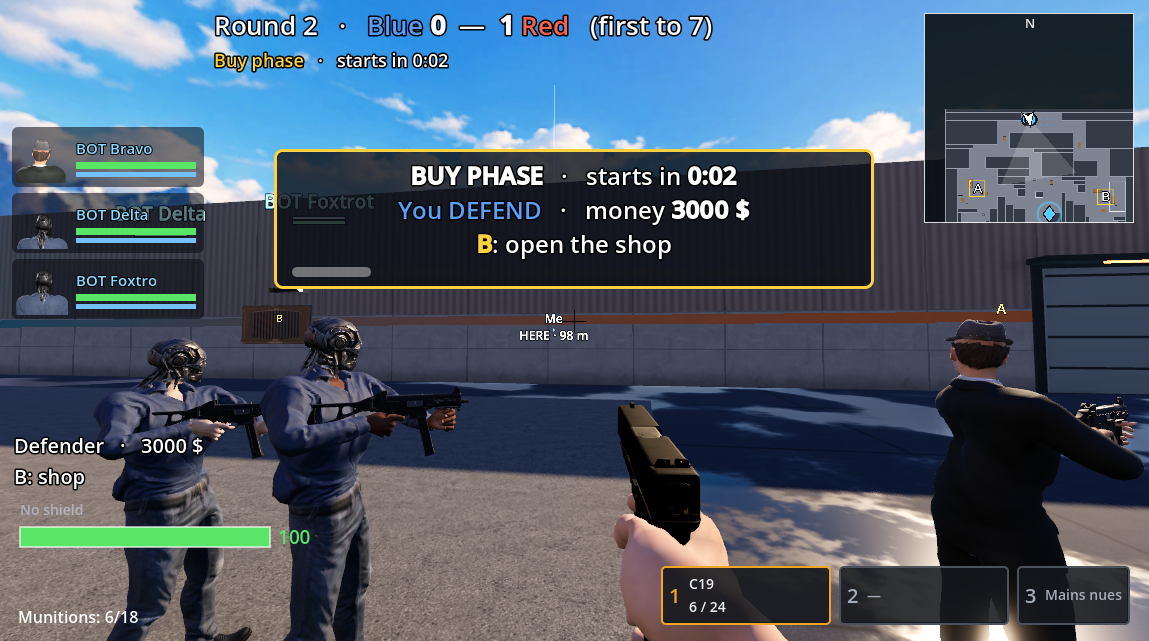 Round 2 · Blue 0 — 1 Red (first to 7)
Buy phase · starts in 0:02
N
A
B
BOT Bravo
BOT Delta
BOT Delta
BOT Foxtro
BOT Foxtrot
BUY PHASE · starts in 0:02
You DEFEND · money 3000 $
B: open the shop
B
Me
HERE · 98 m
A
Defender · 3000 $
B: shop
No shield
100
Munitions: 6/18
1 C19
6 / 24
2 —
3 Mains nues